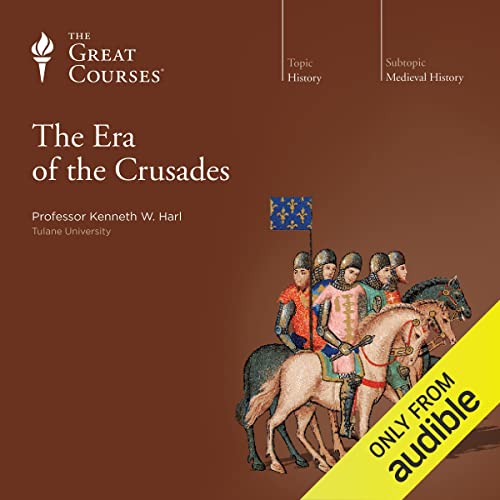 THE
GREAT
COURSES®
Topic
History
Subtopic
Medieval History
The Era
of the Crusades
Professor Kenneth W. Harl
Tulane University
ONLY FROM
audible